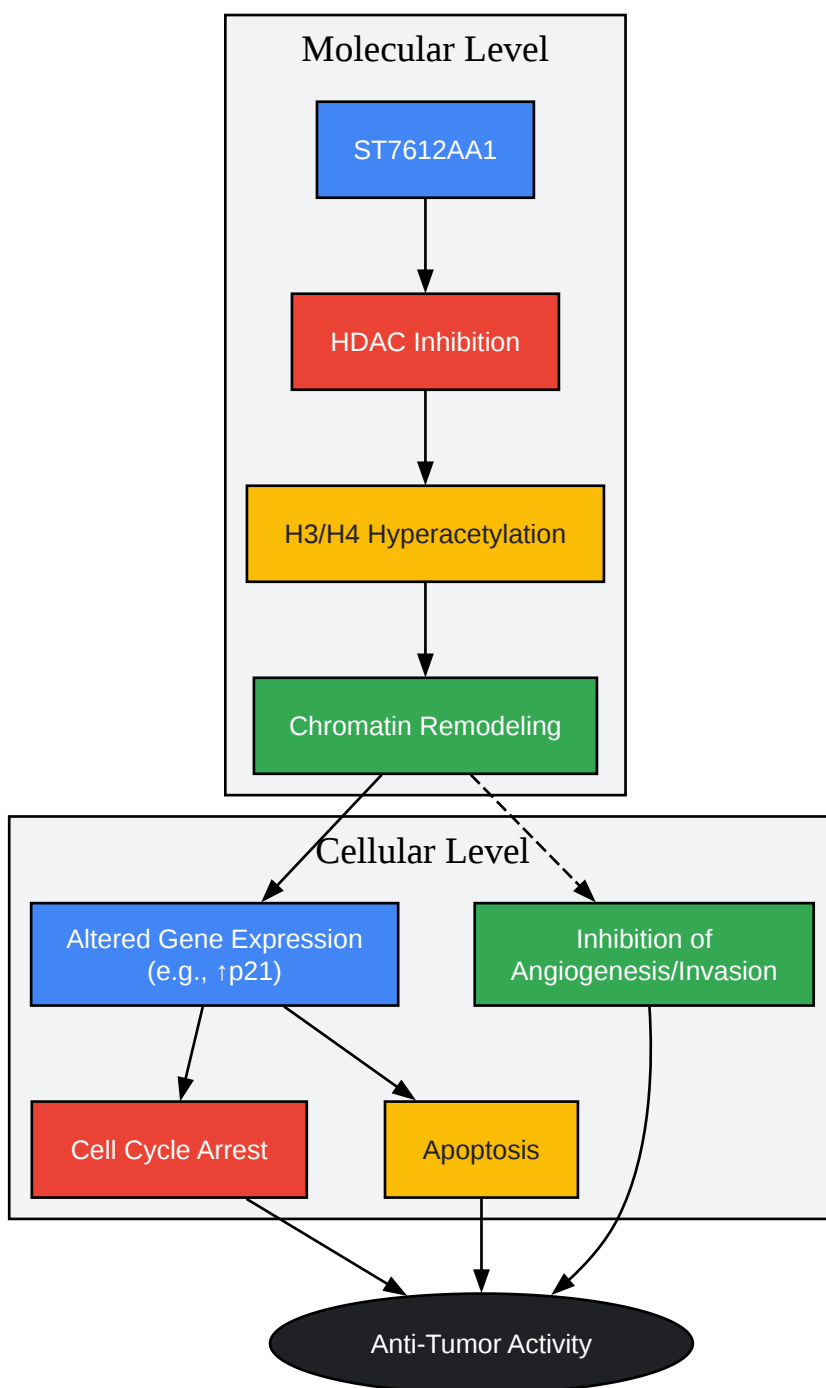 Molecular Level
ST7612AA1
HDAC Inhibition
H3/H4 Hyperacetylation
Chromatin Remodeling
Cellular Level
Altered Gene Expression
(e.g., ↑p21)
Inhibition of
Angiogenesis/Invasion
Cell Cycle Arrest
Apoptosis
Anti-Tumor Activity